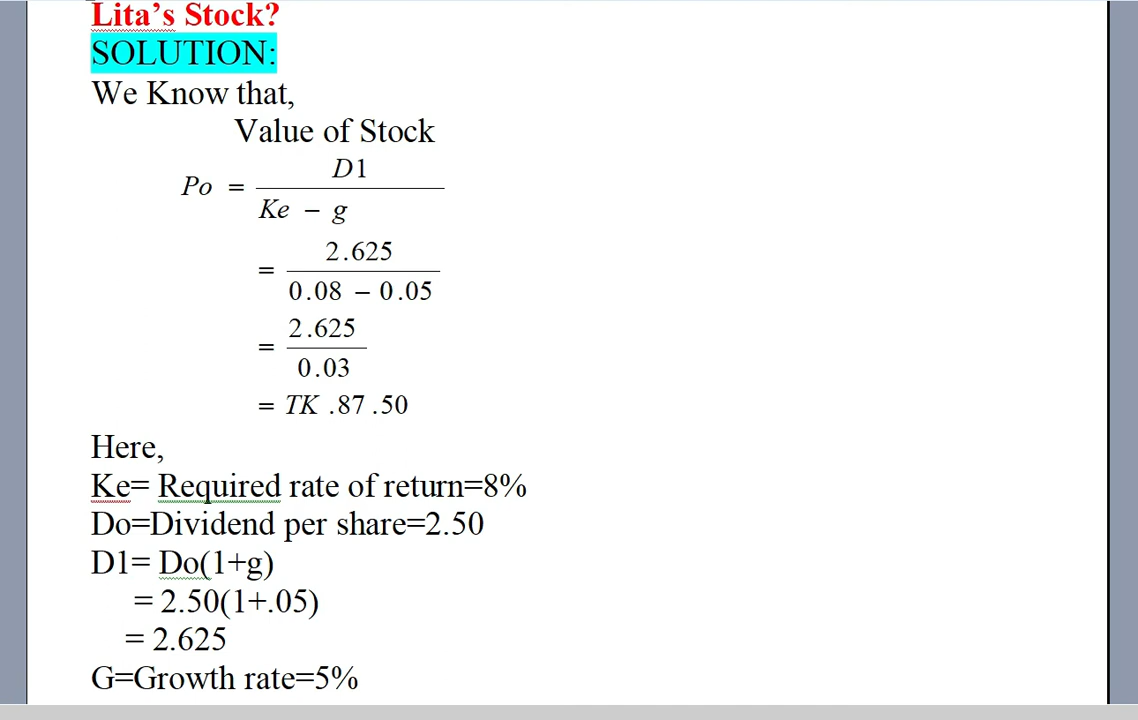 Lita's Stock?
SOLUTION:
We Know that,
Value of Stock
Po = D1
Ke – g
= 2.625
0.08 – 0.05
= 2.625
0.03
= TK .87 .50
Here,
Ke= Required rate of return=8%
Do=Dividend per share=2.50
D1= Do(1+g)
= 2.50(1+.05)
= 2.625
G=Growth rate=5%